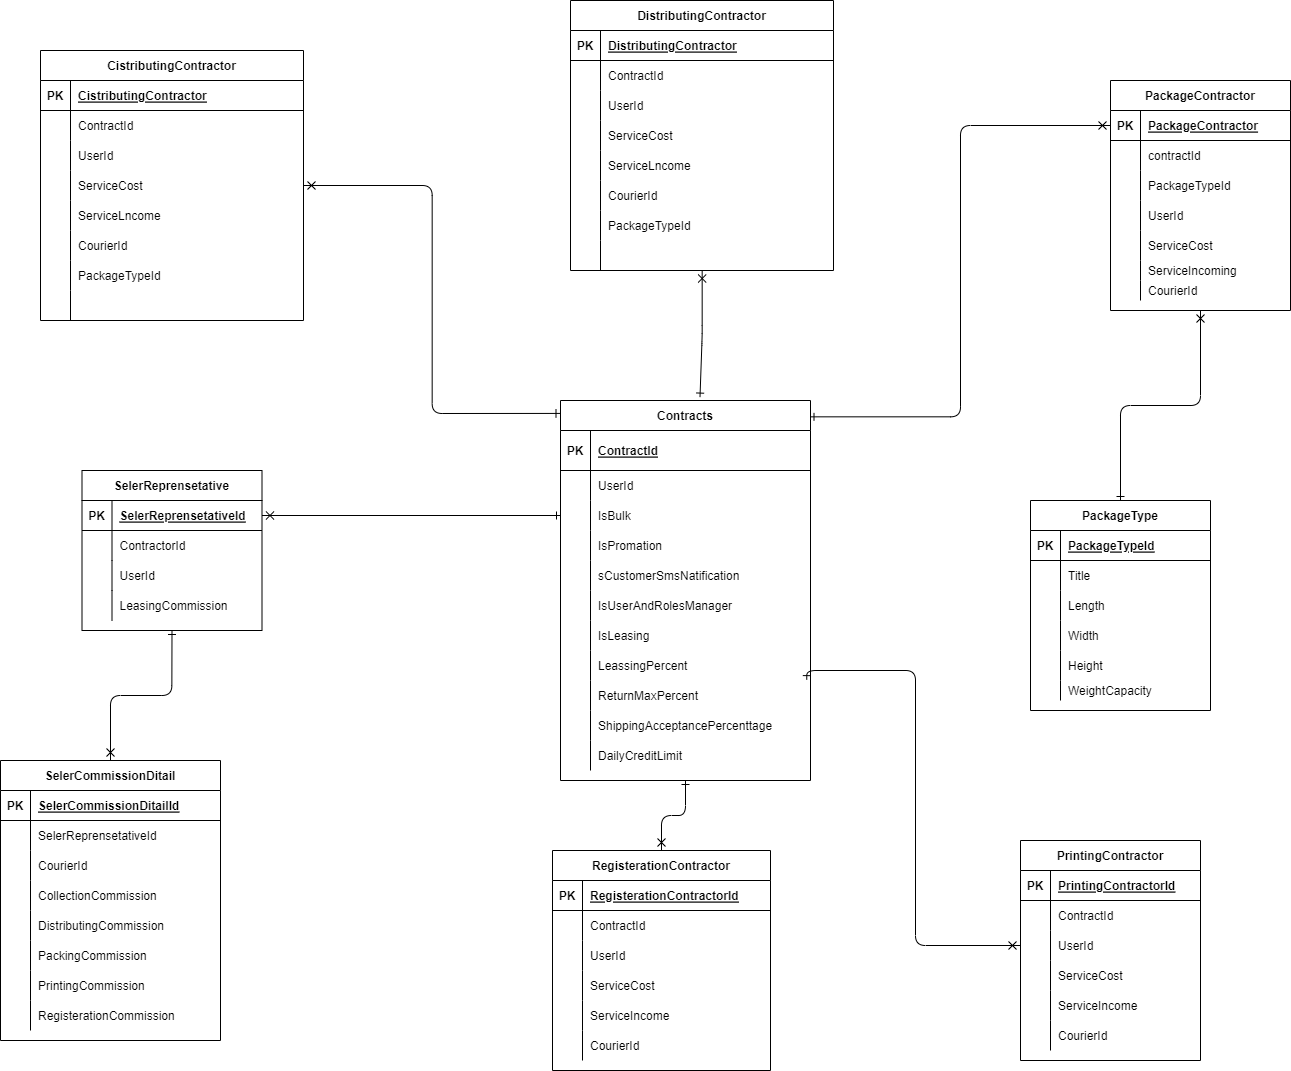 DistributingContractor
PK DistributingContractor
ContractId
UserId
ServiceCost
ServiceLncome
CourierId
PackageTypeId
CistributingContractor
PK CistributingContractor
ContractId
UserId
ServiceCost
ServiceLncome
CourierId
PackageTypeId
PackageContractor
PK PackageContractor
contractId
PackageTypeId
UserId
ServiceCost
ServiceIncoming
CourierId
Contracts
PK ContractId
UserId
IsBulk
IsPromation
sCustomerSmsNatification
IsUserAndRolesManager
IsLeasing
LeassingPercent
ReturnMaxPercent
ShippingAcceptancePercenttage
DailyCreditLimit
SelerReprensetative
PK SelerReprensetativeId
ContractorId
UserId
LeasingCommission
PackageType
PK PackageTypeId
Title
Length
Width
Height
WeightCapacity
SelerCommissionDitail
PK SelerCommissionDitailId
SelerReprensetativeId
CourierId
CollectionCommission
DistributingCommission
PackingCommission
PrintingCommission
RegisterationCommission
RegisterationContractor
PK RegisterationContractorId
ContractId
UserId
ServiceCost
ServiceIncome
CourierId
PrintingContractor
PK PrintingContractorId
ContractId
UserId
ServiceCost
ServiceIncome
CourierId